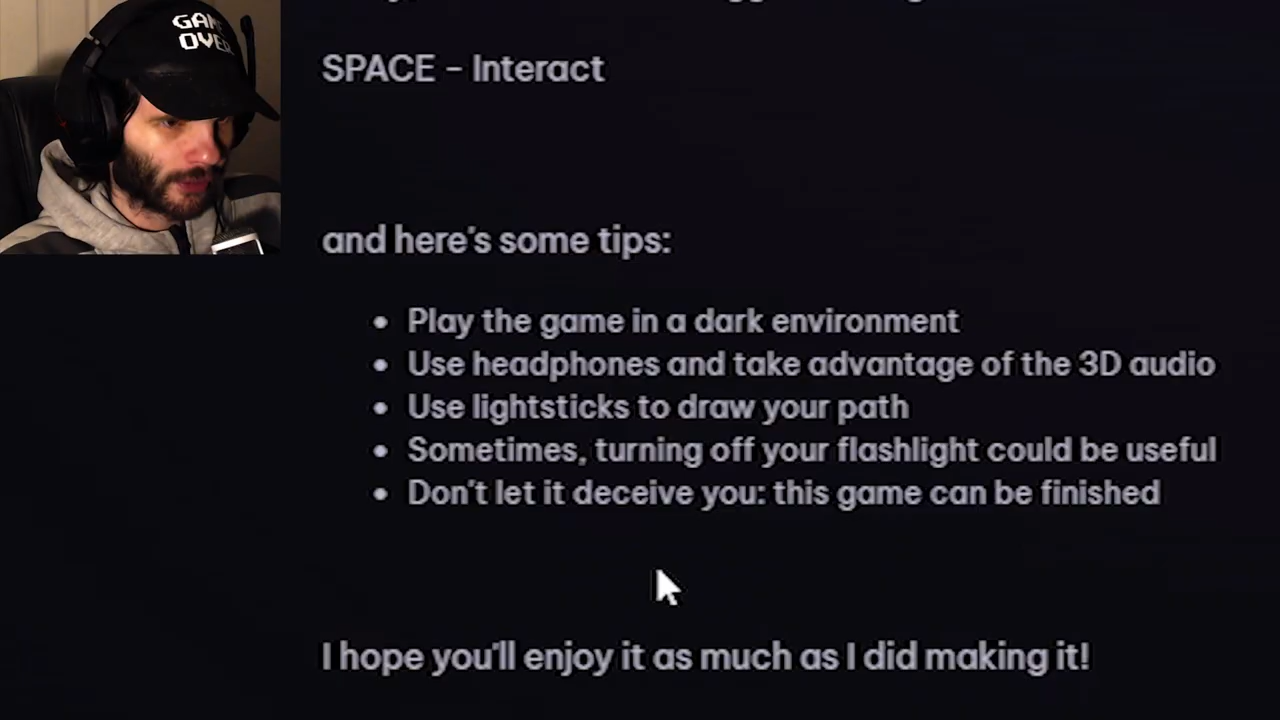 GAME
OVER
SPACE - Interact
and here's some tips:
• Play the game in a dark environment
• Use headphones and take advantage of the 3D audio
• Use lightsticks to draw your path
• Sometimes, turning off your flashlight could be useful
• Don't let it deceive you: this game can be finished
I hope you'll enjoy it as much as I did making it!